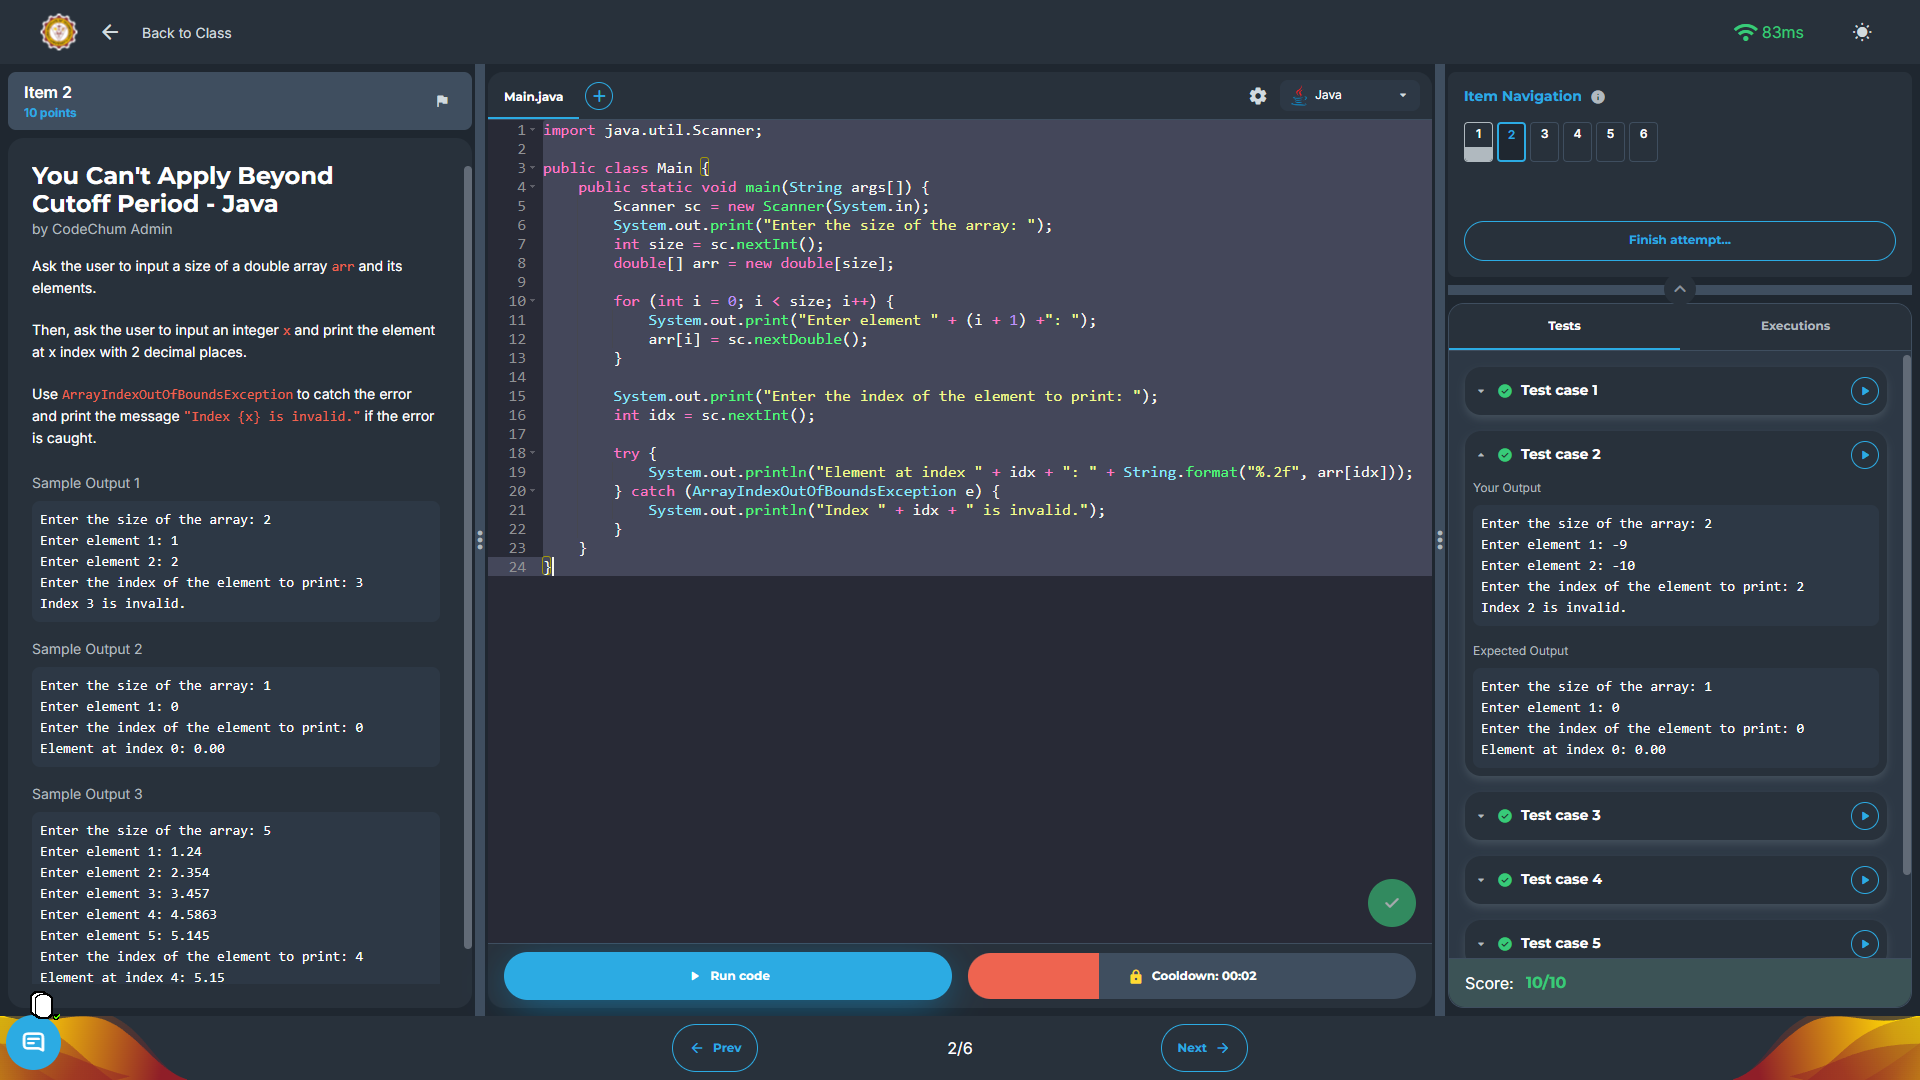 Back to Class
83ms
Item 2
10 points
You Can't Apply Beyond
Cutoff Period - Java
by CodeChum Admin
Ask the user to input a size of a double array arr and its
elements.
Then, ask the user to input an integer x and print the element
at x index with 2 decimal places.
Use ArrayIndexOutOfBoundsException to catch the error
and print the message "Index {x} is invalid." if the error
is caught.
Sample Output 1
Enter the size of the array: 2
Enter element 1: 1
Enter element 2: 2
Enter the index of the element to print: 3
Index 3 is invalid.
Sample Output 2
Enter the size of the array: 1
Enter element 1: 0
Enter the index of the element to print: 0
Element at index 0: 0.00
Sample Output 3
Enter the size of the array: 5
Enter element 1: 1.24
Enter element 2: 2.354
Enter element 3: 3.457
Enter element 4: 4.5863
Enter element 5: 5.145
Enter the index of the element to print: 4
Element at index 4: 5.15
Main.java
Java
1 import java.util.Scanner;
2
3 public class Main {
4     public static void main(String args[]) {
5         Scanner sc = new Scanner(System.in);
6         System.out.print("Enter the size of the array: ");
7         int size = sc.nextInt();
8         double[] arr = new double[size];
9
10         for (int i = 0; i < size; i++) {
11             System.out.print("Enter element " + (i + 1) +": ");
12             arr[i] = sc.nextDouble();
13         }
14
15         System.out.print("Enter the index of the element to print: ");
16         int idx = sc.nextInt();
17
18         try {
19             System.out.println("Element at index " + idx + ": " + String.format("%.2f", arr[idx]));
20         } catch (ArrayIndexOutOfBoundsException e) {
21             System.out.println("Index " + idx + " is invalid.");
22         }
23     }
24 }
Run code
Cooldown: 00:02
Item Navigation
1 2 3 4 5 6
Finish attempt...
Tests
Executions
Test case 1
Test case 2
Your Output
Enter the size of the array: 2
Enter element 1: -9
Enter element 2: -10
Enter the index of the element to print: 2
Index 2 is invalid.
Expected Output
Enter the size of the array: 1
Enter element 1: 0
Enter the index of the element to print: 0
Element at index 0: 0.00
Test case 3
Test case 4
Test case 5
Score: 10/10
Prev
2/6
Next